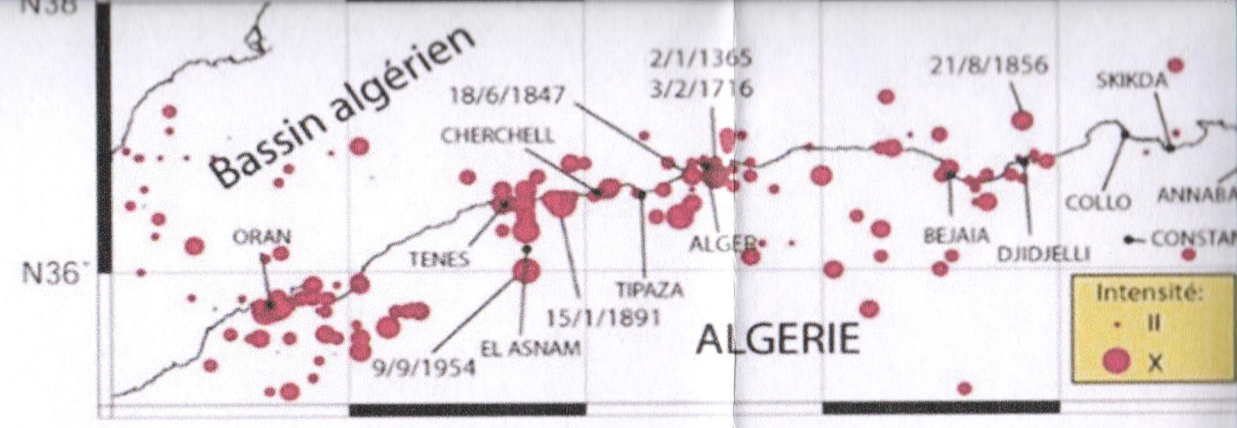 N38
Bassin algérien
2/1/1365
3/2/1716
21/8/1856
SKIKDA
18/6/1847
CHERCHELL
ORAN
TENES
ALGER
BEJAIA
DJIDJELLI
COLLO
ANNABA
CONSTAN
N36°
TIPAZA
15/1/1891
EL ASNAM
9/9/1954
ALGERIE
Intensité:
II
X